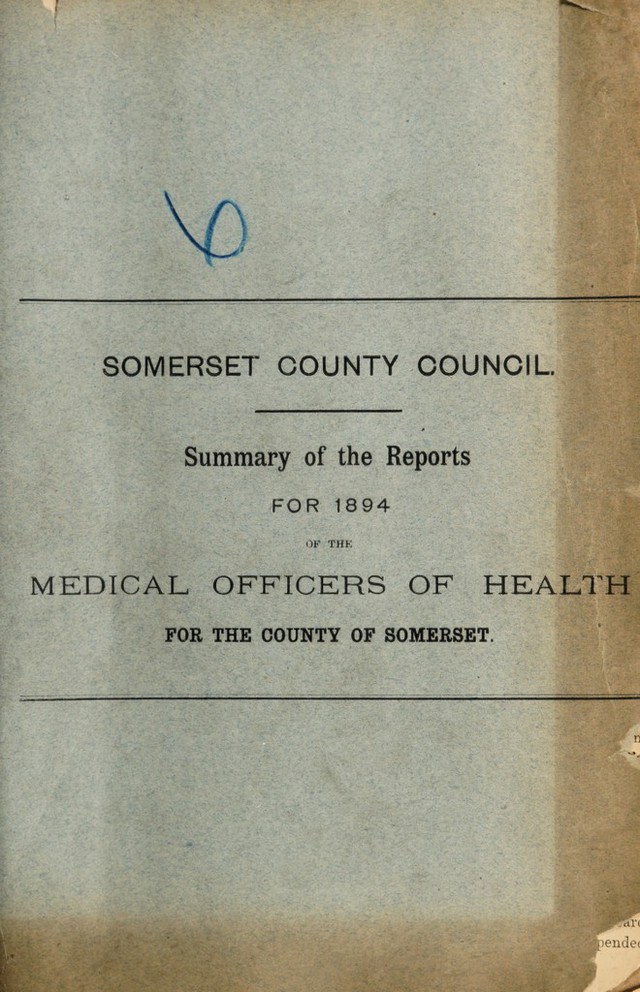 SOMERSET COUNTY COUNCIL.
Summary of the Reports
FOR 1894
OF THE
MEDICAL OFFICERS OF HEALTH
FOR THE COUNTY OF SOMERSET.